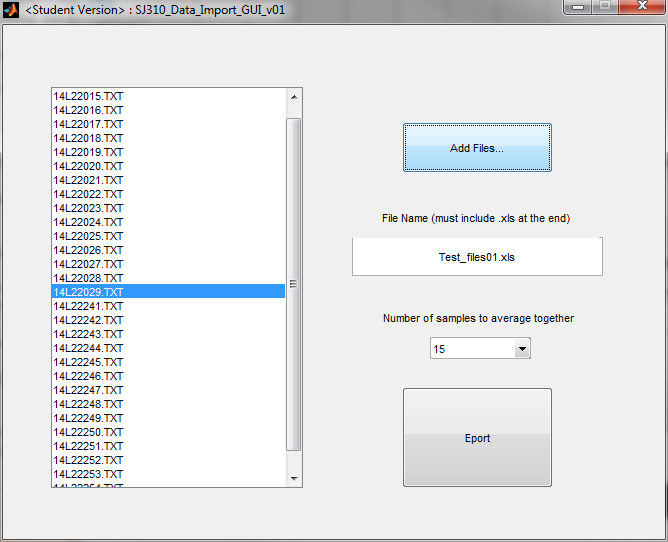 <Student Version> : SJ310_Data_Import_GUI_v01
14L22015.TXT
14L22016.TXT
14L22017.TXT
14L22018.TXT
14L22019.TXT
14L22020.TXT
14L22021.TXT
14L22022.TXT
14L22023.TXT
14L22024.TXT
14L22025.TXT
14L22026.TXT
14L22027.TXT
14L22028.TXT
14L22029.TXT
14L22241.TXT
14L22242.TXT
14L22243.TXT
14L22244.TXT
14L22245.TXT
14L22246.TXT
14L22247.TXT
14L22248.TXT
14L22249.TXT
14L22250.TXT
14L22251.TXT
14L22252.TXT
14L22253.TXT
14L22254.TXT
Add Files...
File Name (must include .xls at the end)
Test_files01.xls
Number of samples to average together
15
Eport